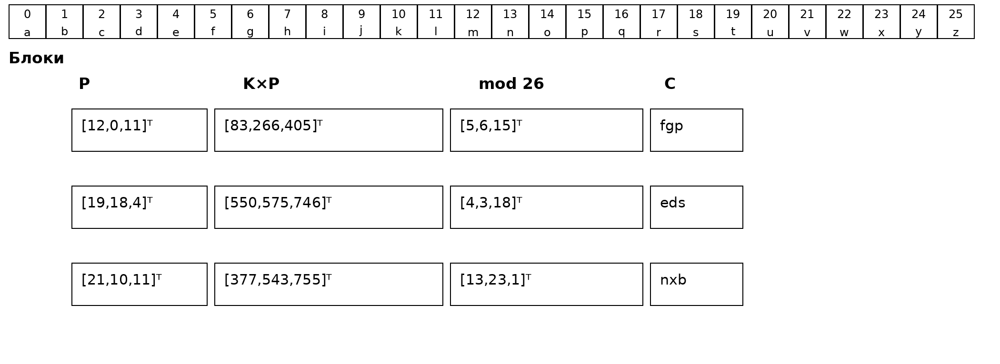 0 1 2 3 4 5 6 7 8 9 10 11 12 13 14 15 16 17 18 19 20 21 22 23 24 25
a b c d e f g h i j k l m n o p q r s t u v w x y z
Блоки
P K×P mod 26 C
[12,0,11]ᵀ [83,266,405]ᵀ [5,6,15]ᵀ fgp
[19,18,4]ᵀ [550,575,746]ᵀ [4,3,18]ᵀ eds
[21,10,11]ᵀ [377,543,755]ᵀ [13,23,1]ᵀ nxb